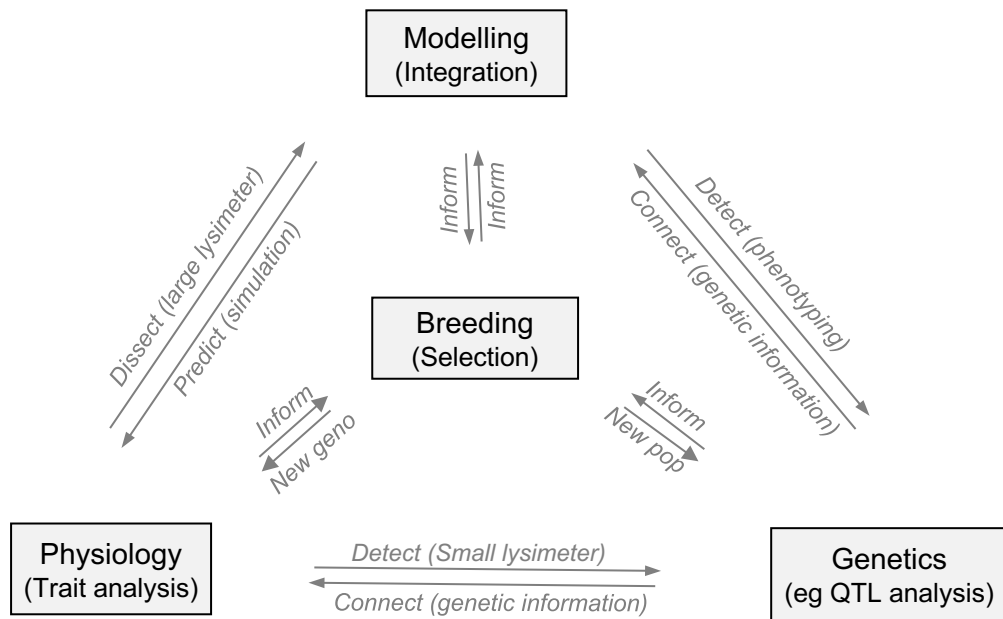 Modelling
(Integration)
Dissect (large lysimeter)
Predict (simulation)
Inform
Inform
Detect (phenotyping)
Connect (genetic information)
Breeding
(Selection)
Inform
New geno
Inform
New pop
Physiology
(Trait analysis)
Detect (Small lysimeter)
Connect (genetic information)
Genetics
(eg QTL analysis)